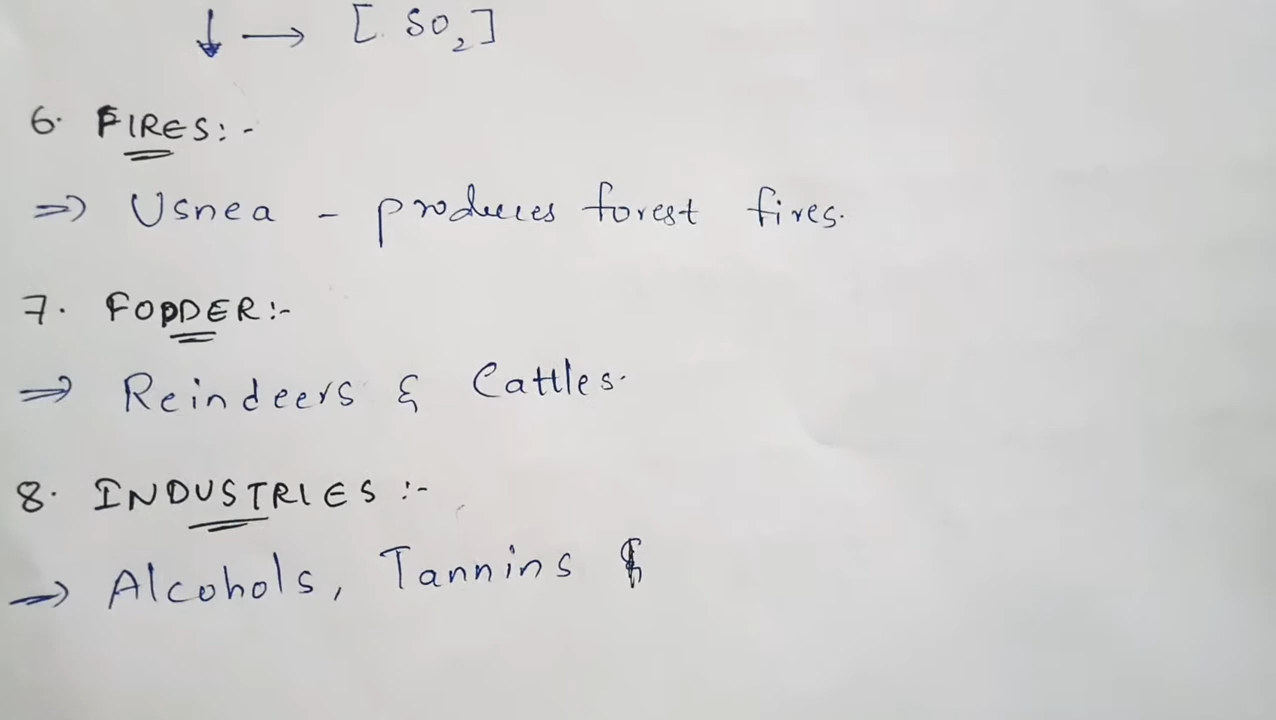 ↓ → [SO₂]
6. FIRES:-
⇒ Usnea - produces forest fires.
7. FODDER:-
⇒ Reindeers & Cattles.
8. INDUSTRIES:-
→ Alcohols, Tannins &